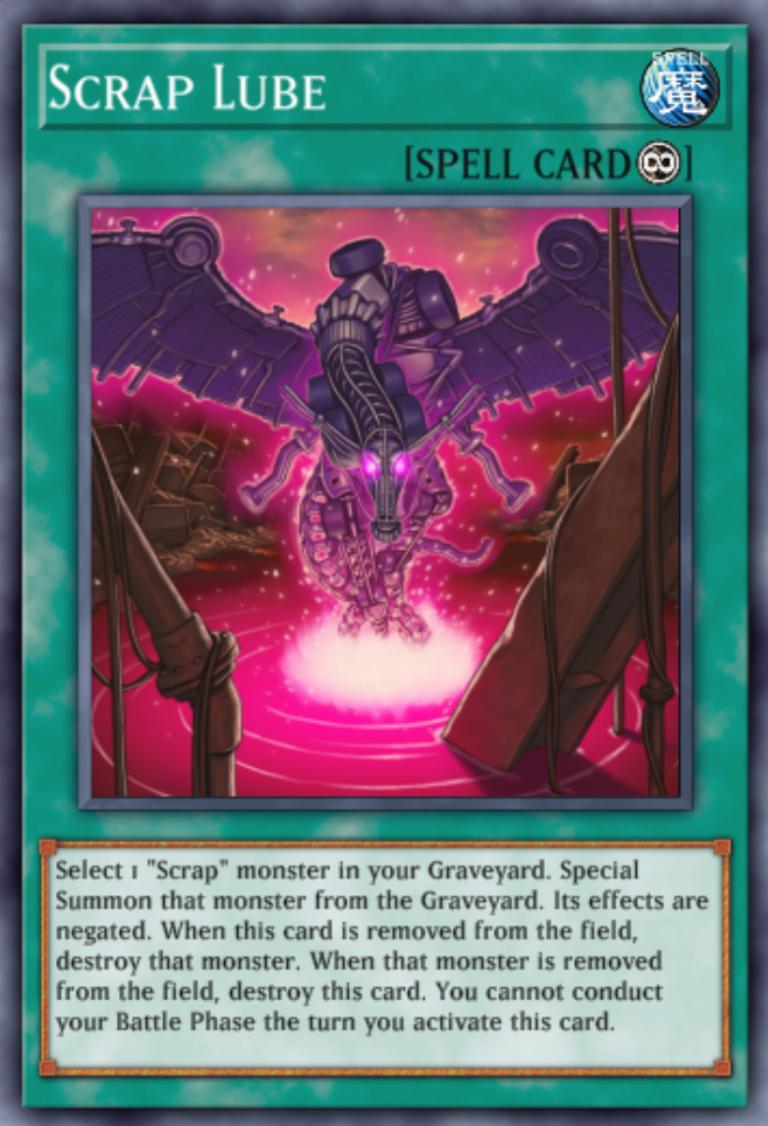 Scrap Lube
SPELL
魔
[SPELL CARD]
Select 1 "Scrap" monster in your Graveyard. Special
Summon that monster from the Graveyard. Its effects are
negated. When this card is removed from the field,
destroy that monster. When that monster is removed
from the field, destroy this card. You cannot conduct
your Battle Phase the turn you activate this card.